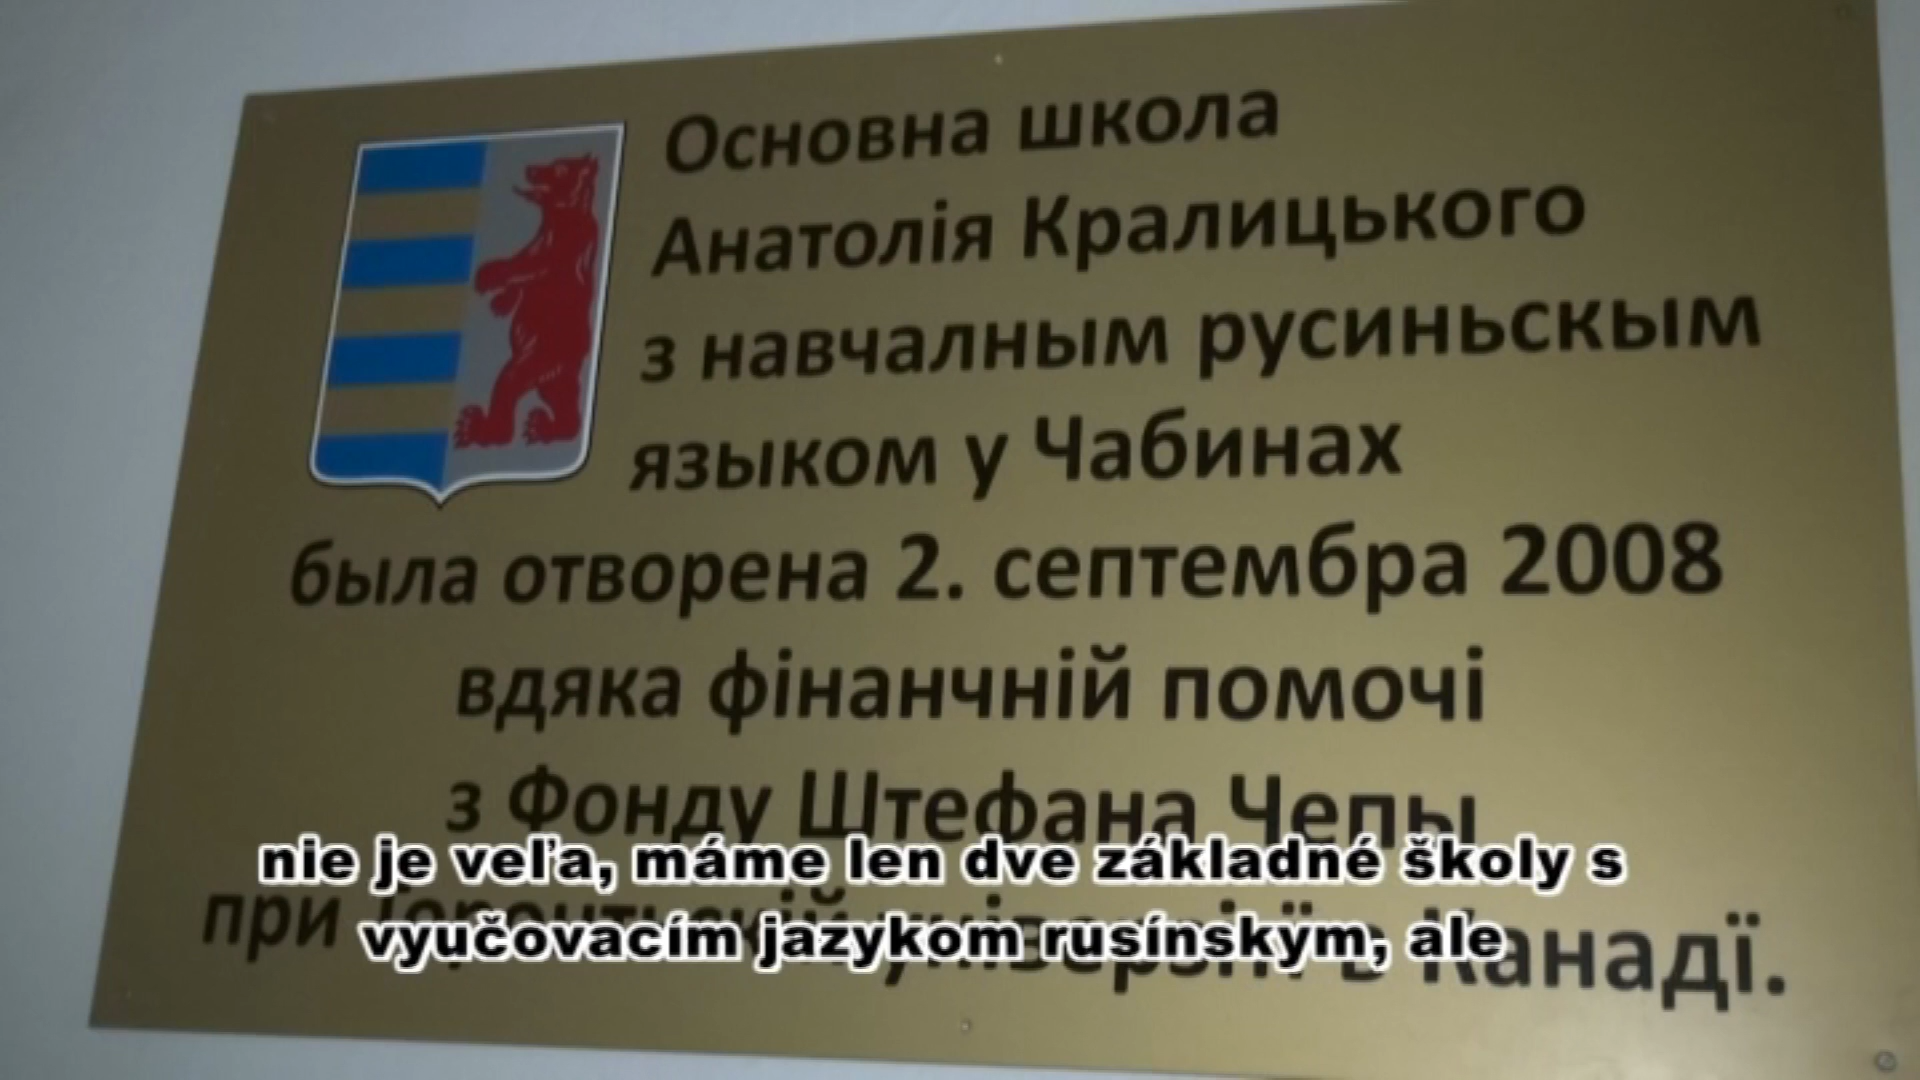 Основна школа
Анатолія Кралицького
з навчалным русиньскым
языком у Чабинах
была отворена 2. септембра 2008
вдяка фінанчній помочі
з Фонду Штефана Чепы
при в Канадї.
nie je veľa, máme len dve základné školy s
vyučovacím jazykom rusínskym, ale